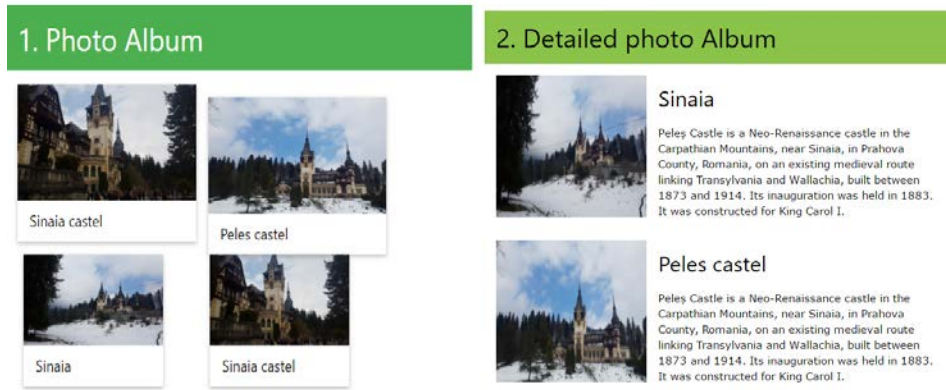 1. Photo Album
Sinaia castel
Peles castel
Sinaia
Sinaia castel
2. Detailed photo Album
Sinaia
Peleș Castle is a Neo-Renaissance castle in the
Carpathian Mountains, near Sinaia, in Prahova
County, Romania, on an existing medieval route
linking Transylvania and Wallachia, built between
1873 and 1914. Its inauguration was held in 1883.
It was constructed for King Carol I.
Peles castel
Peleș Castle is a Neo-Renaissance castle in the
Carpathian Mountains, near Sinaia, in Prahova
County, Romania, on an existing medieval route
linking Transylvania and Wallachia, built between
1873 and 1914. Its inauguration was held in 1883.
It was constructed for King Carol I.